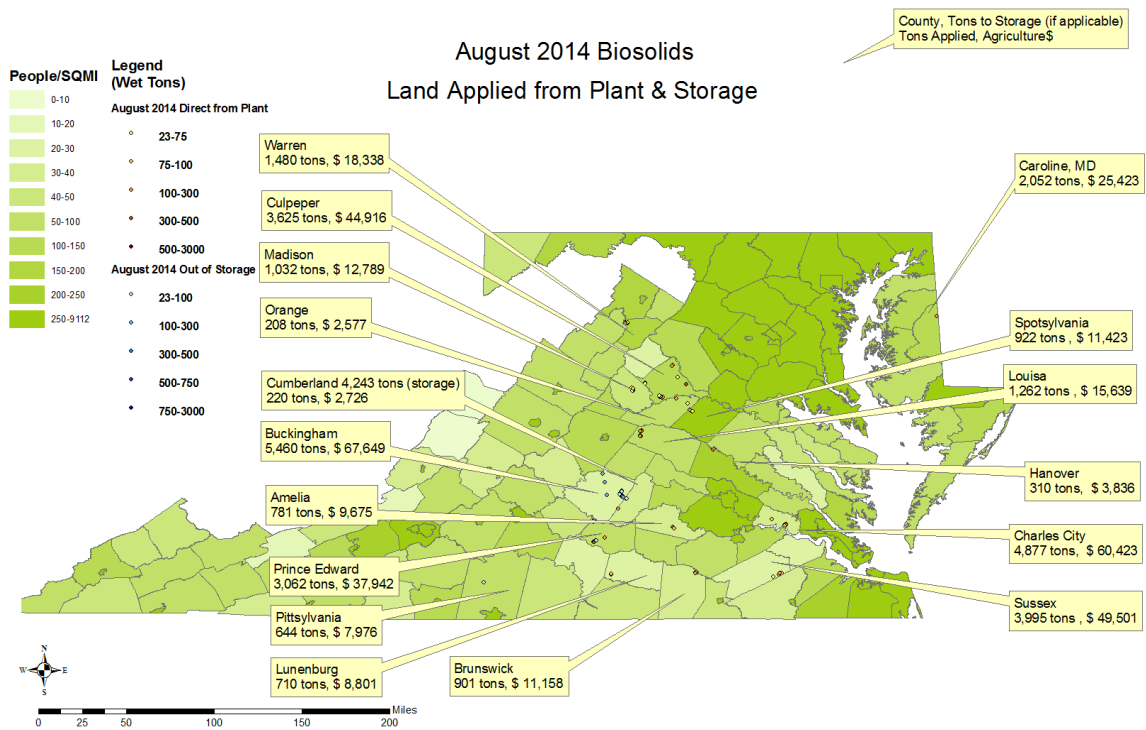 August 2014 Biosolids
Land Applied from Plant & Storage
County, Tons to Storage (if applicable)
Tons Applied, Agriculture$
People/SQMI
0-10
10-20
20-30
30-40
40-50
50-100
100-150
150-200
200-250
250-9112
Legend
(Wet Tons)
August 2014 Direct from Plant
23-75
75-100
100-300
300-500
500-3000
August 2014 Out of Storage
23-100
100-300
300-500
500-750
750-3000
Warren
1,480 tons, $ 18,338
Culpeper
3,625 tons, $ 44,916
Madison
1,032 tons, $ 12,789
Orange
208 tons, $ 2,577
Cumberland 4,243 tons (storage)
220 tons, $ 2,726
Buckingham
5,460 tons, $ 67,649
Amelia
781 tons, $ 9,675
Prince Edward
3,062 tons, $ 37,942
Pittsylvania
644 tons, $ 7,976
Lunenburg
710 tons, $ 8,801
Brunswick
901 tons, $ 11,158
Caroline, MD
2,052 tons, $ 25,423
Spotsylvania
922 tons , $ 11,423
Louisa
1,262 tons , $ 15,639
Hanover
310 tons, $ 3,836
Charles City
4,877 tons, $ 60,423
Sussex
3,995 tons , $ 49,501
N
W E
S
Miles
0 25 50 100 150 200